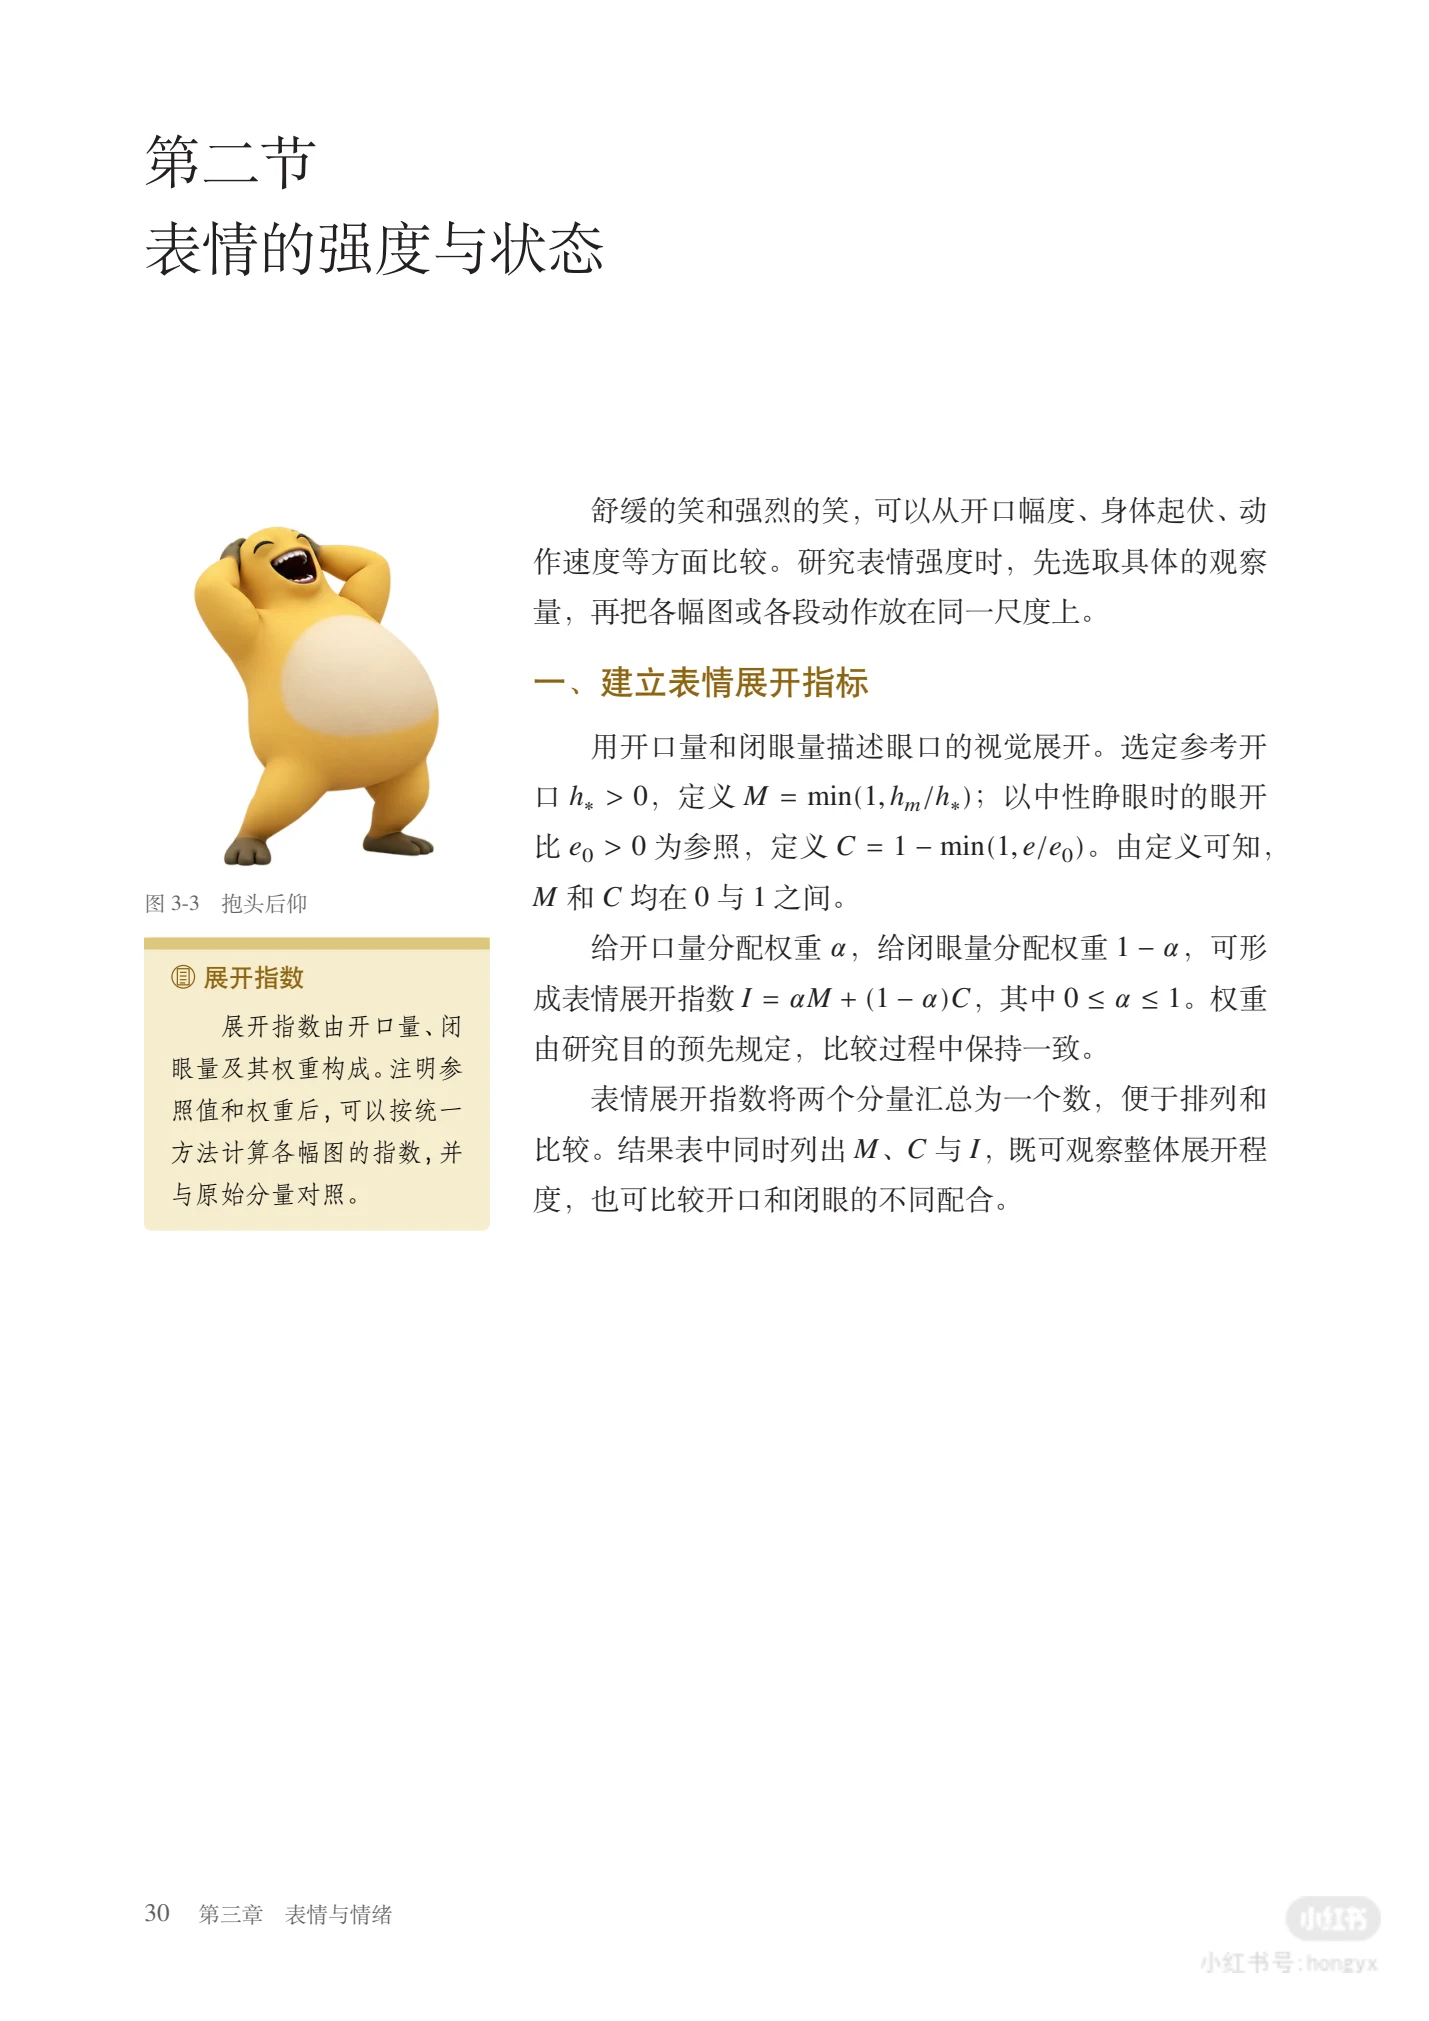 第二节
表情的强度与状态
舒缓的笑和强烈的笑，可以从开口幅度、身体起伏、动
作速度等方面比较。研究表情强度时，先选取具体的观察
量，再把各幅图或各段动作放在同一尺度上。
一、建立表情展开指标
用开口量和闭眼量描述眼口的视觉展开。选定参考开
口 h* > 0，定义 M = min(1, hm/h*)；以中性睁眼时的眼开
比 e0 > 0 为参照，定义 C = 1 − min(1, e/e0)。由定义可知，
M 和 C 均在 0 与 1 之间。
给开口量分配权重 α，给闭眼量分配权重 1 − α，可形
成表情展开指数 I = αM + (1 − α)C，其中 0 ≤ α ≤ 1。权重
由研究目的预先规定，比较过程中保持一致。
表情展开指数将两个分量汇总为一个数，便于排列和
比较。结果表中同时列出 M、C 与 I，既可观察整体展开程
度，也可比较开口和闭眼的不同配合。
图 3-3　抱头后仰
展开指数
展开指数由开口量、闭
眼量及其权重构成。注明参
照值和权重后，可以按统一
方法计算各幅图的指数，并
与原始分量对照。
30　第三章　表情与情绪
小红书
小红书号:hongyx